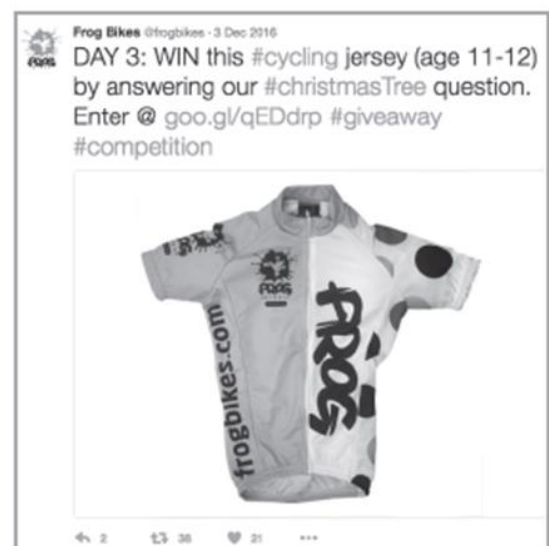 Frog Bikes @frogbikes · 3 Dec 2016
DAY 3: WIN this #cycling jersey (age 11-12)
by answering our #christmasTree question.
Enter @ goo.gl/qEDdrp #giveaway
#competition
FROG
FROG
FROG
frogbikes.com
2 38 21